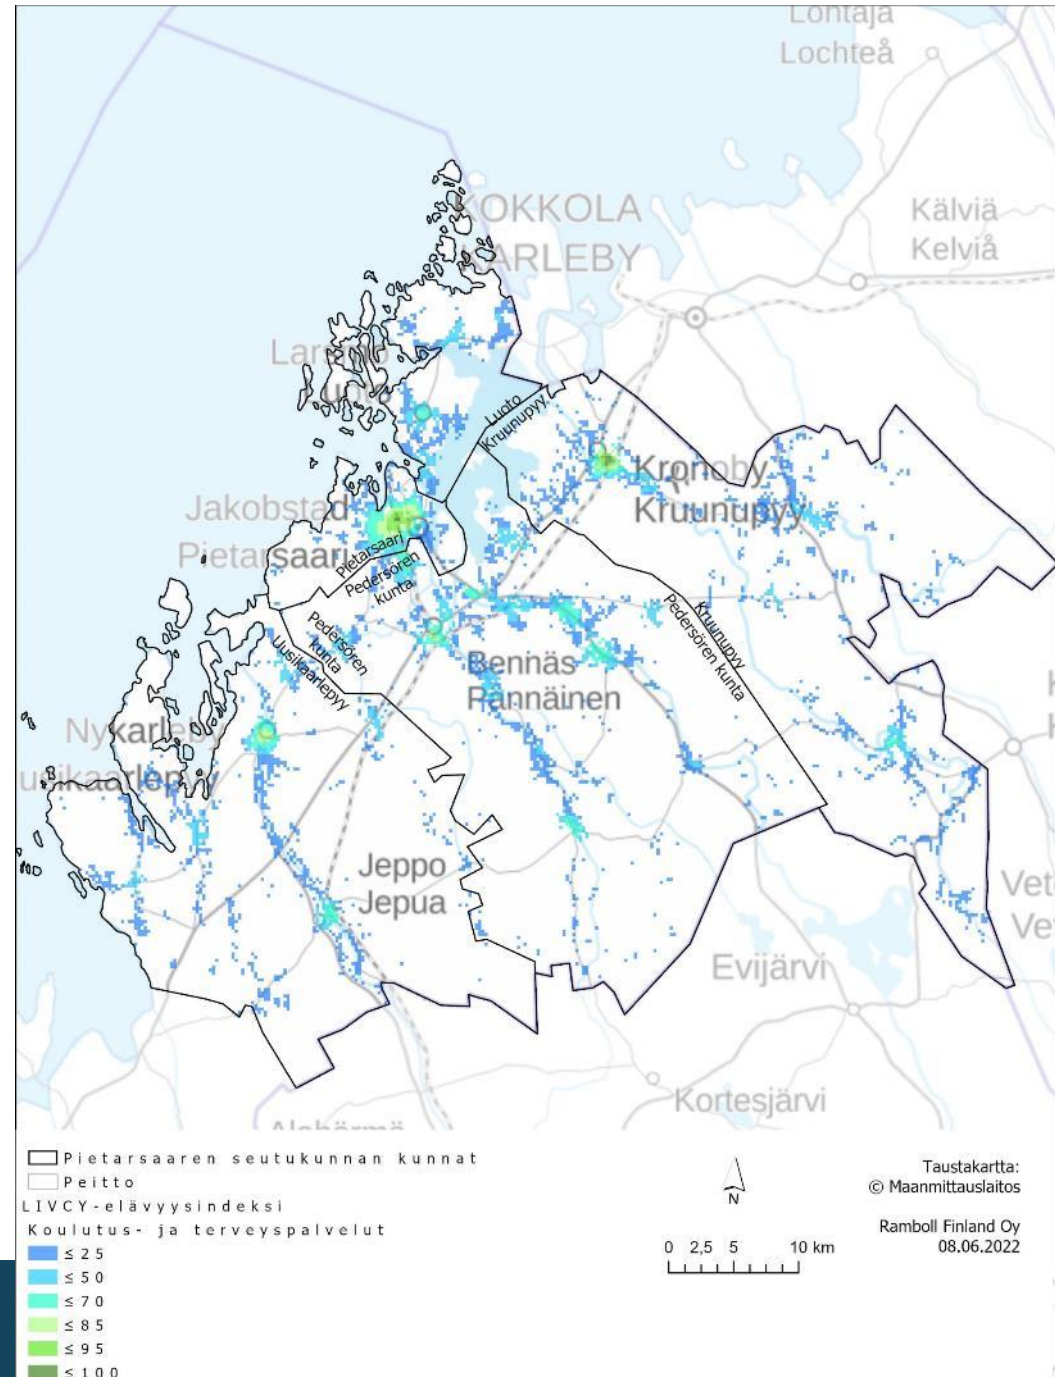 Lohtaja
Lochteå
KOKKOLA
KARLEBY
Kälviä
Kelviå
Larsmo
Luoto
Luoto
Kruunupyy
Kronoby
Kruunupyy
Jakobstad
Pietarsaari
Pietarsaari
Pedersören
kunta
Pedersören
kunta
Uusikaarlepyy
Kruunupyy
Pedersören kunta
Bennäs
Pännäinen
Nykarleby
Uusikaarlepyy
Jeppo
Jepua
Evijärvi
Kortesjärvi
Pietarsaaren seutukunnan kunnat
Peitto
LIVCY-elävyysindeksi
Koulutus- ja terveyspalvelut
≤25
≤50
≤70
≤85
≤95
≤100
N
0 2,5 5 10 km
Taustakartta:
© Maanmittauslaitos
Ramboll Finland Oy
08.06.2022